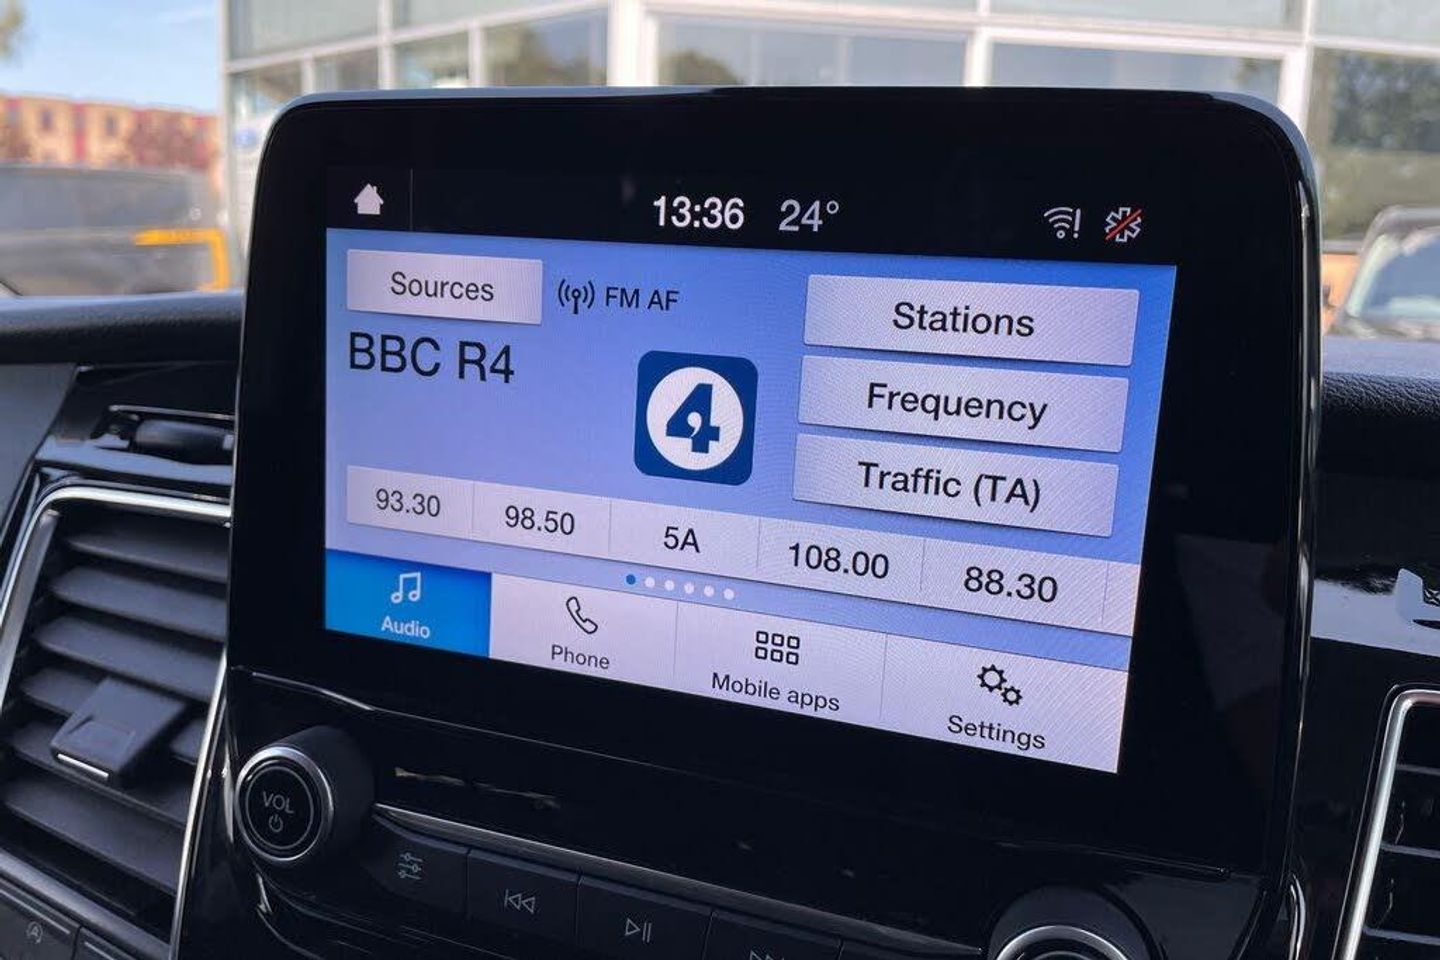 13:36 24°
Sources FM AF
Stations
BBC R4
4
Frequency
Traffic (TA)
93.30 98.50 5A 108.00 88.30
Audio Phone Mobile apps Settings
VOL